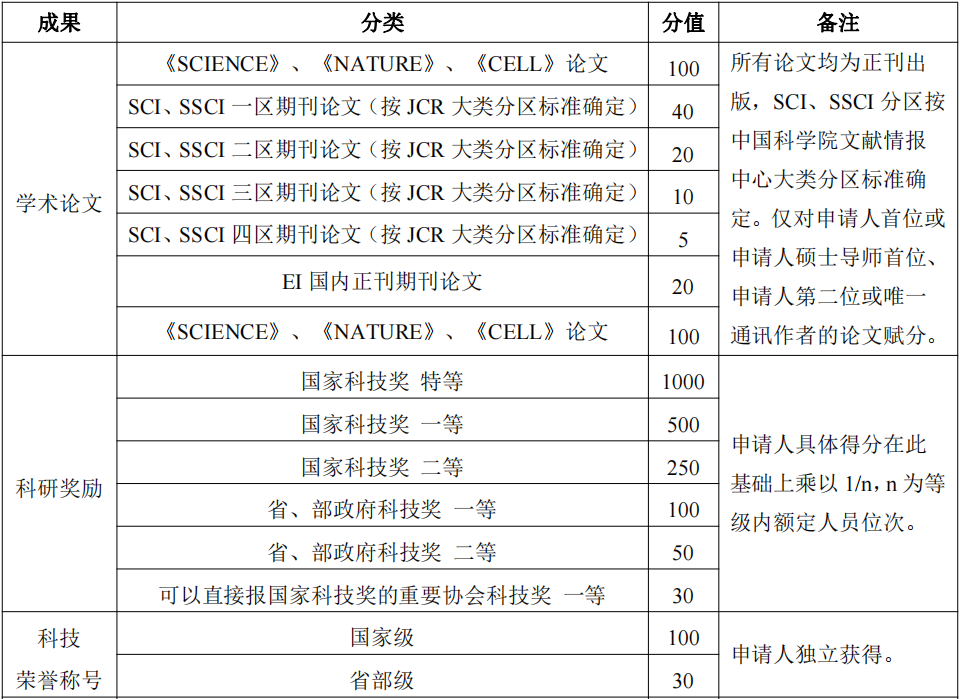 成果 分类 分值 备注
学术论文
《SCIENCE》、《NATURE》、《CELL》论文 100
SCI、SSCI 一区期刊论文（按 JCR 大类分区标准确定） 40
SCI、SSCI 二区期刊论文（按 JCR 大类分区标准确定） 20
SCI、SSCI 三区期刊论文（按 JCR 大类分区标准确定） 10
SCI、SSCI 四区期刊论文（按 JCR 大类分区标准确定） 5
EI 国内正刊期刊论文 20
《SCIENCE》、《NATURE》、《CELL》论文 100
所有论文均为正刊出
版，SCI、SSCI 分区按
中国科学院文献情报
中心大类分区标准确
定。仅对申请人首位或
申请人硕士导师首位、
申请人第二位或唯一
通讯作者的论文赋分。
科研奖励
国家科技奖 特等 1000
国家科技奖 一等 500
国家科技奖 二等 250
省、部政府科技奖 一等 100
省、部政府科技奖 二等 50
可以直接报国家科技奖的重要协会科技奖 一等 30
申请人具体得分在此
基础上乘以 1/n，n 为等
级内额定人员位次。
科技
荣誉称号
国家级 100
省部级 30
申请人独立获得。